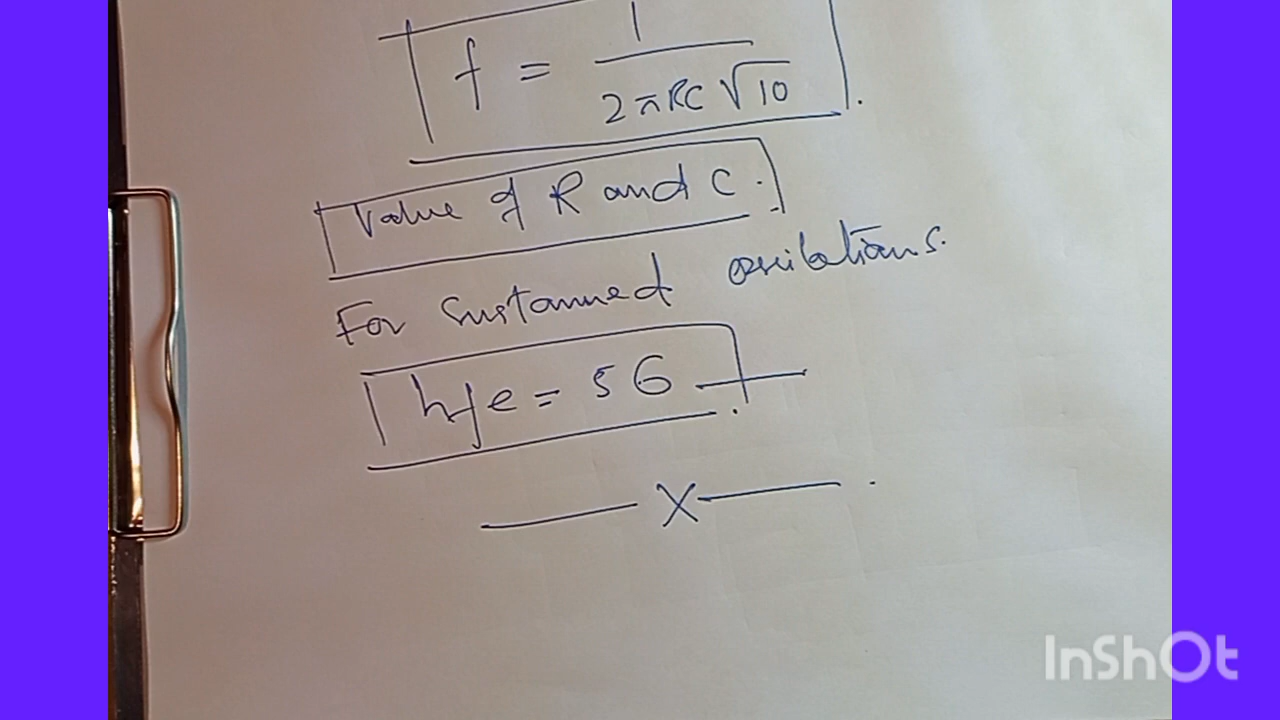 f = 1 / 2πRC√10
Value of R and C.
For Sustained oscillations.
hfe = 56
X
InShOt